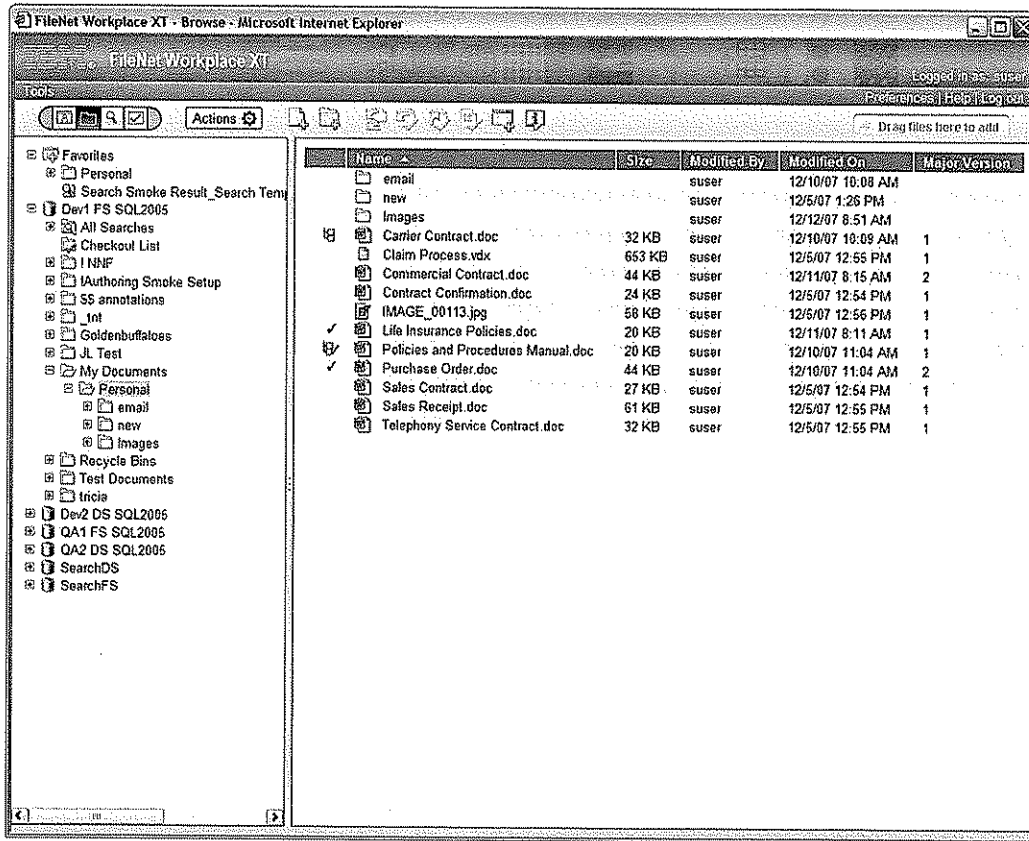 FileNet Workplace XT - Browse - Microsoft Internet Explorer
FileNet Workplace XT
Logged in as: suser
Tools
Preferences | Help | Log out
Actions
Drag files here to add
Favorites
Personal
Search Smoke Result_Search Tem
Dev1 FS SQL2005
All Searches
Checkout List
! NNF
!Authoring Smoke Setup
$$ annotations
_tnt
Goldenbuffaloes
JL Test
My Documents
Personal
email
new
Images
Recycle Bins
Test Documents
tricia
Dev2 DS SQL2005
QA1 FS SQL2005
QA2 DS SQL2005
SearchDS
SearchFS
Name Size Modified By Modified On Major Version
email suser 12/10/07 10:08 AM
new suser 12/5/07 1:26 PM
Images suser 12/12/07 8:51 AM
Carrier Contract.doc 32 KB suser 12/10/07 10:09 AM 1
Claim Process.vdx 653 KB suser 12/5/07 12:55 PM 1
Commercial Contract.doc 44 KB suser 12/11/07 8:15 AM 2
Contract Confirmation.doc 24 KB suser 12/5/07 12:54 PM 1
IMAGE_00113.jpg 58 KB suser 12/5/07 12:56 PM 1
Life Insurance Policies.doc 20 KB suser 12/11/07 8:11 AM 1
Policies and Procedures Manual.doc 20 KB suser 12/10/07 11:04 AM 1
Purchase Order.doc 44 KB suser 12/10/07 11:04 AM 2
Sales Contract.doc 27 KB suser 12/5/07 12:54 PM 1
Sales Receipt.doc 61 KB suser 12/5/07 12:55 PM 1
Telephony Service Contract.doc 32 KB suser 12/5/07 12:55 PM 1